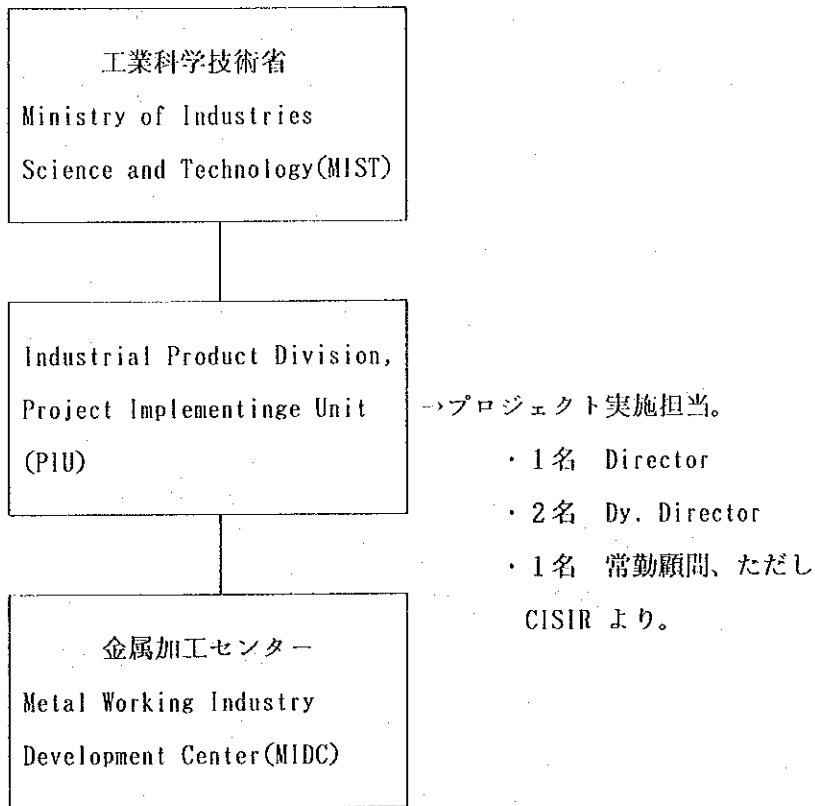 工業科学技術省
Ministry of Industries
Science and Technology(MIST)
Industrial Product Division,
Project Implementinge Unit
(PIU)
→プロジェクト実施担当。
・1名 Director
・2名 Dy. Director
・1名 常勤顧問、ただし
CISIR より。
金属加工センター
Metal Working Industry
Development Center(MIDC)